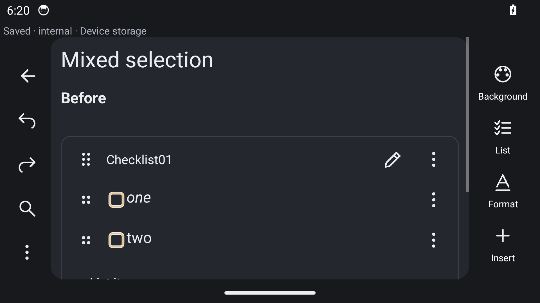 6:20
Saved · internal · Device storage
Mixed selection
Before
Checklist01
one
two
Background
List
Format
Insert